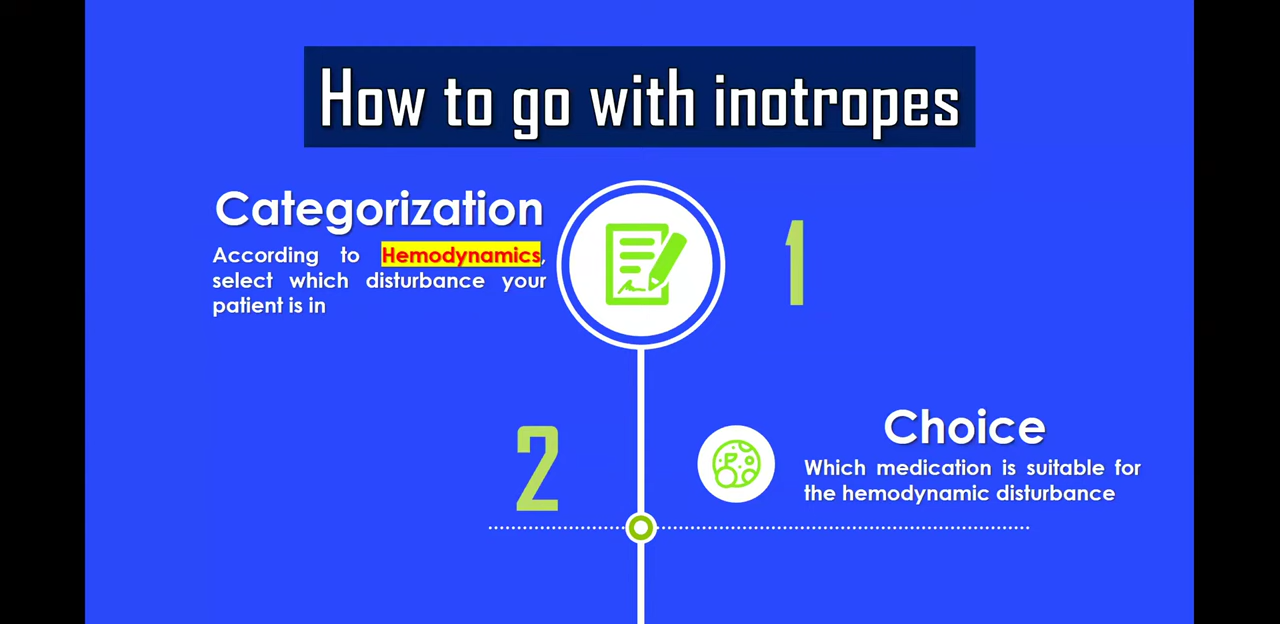 How to go with inotropes
Categorization
According to Hemodynamics,
select which disturbance your
patient is in
1
2
Choice
Which medication is suitable for
the hemodynamic disturbance